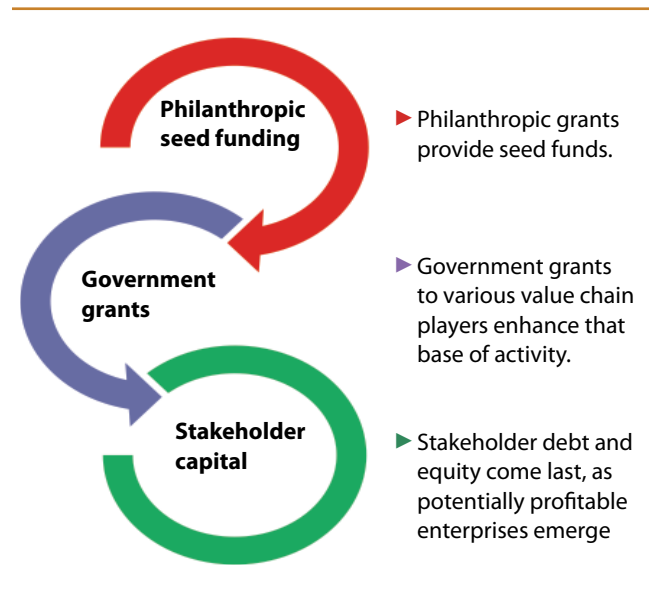 Philanthropic
seed funding
Philanthropic grants
provide seed funds.
Government
grants
Government grants
to various value chain
players enhance that
base of activity.
Stakeholder
capital
Stakeholder debt and
equity come last, as
potentially profitable
enterprises emerge